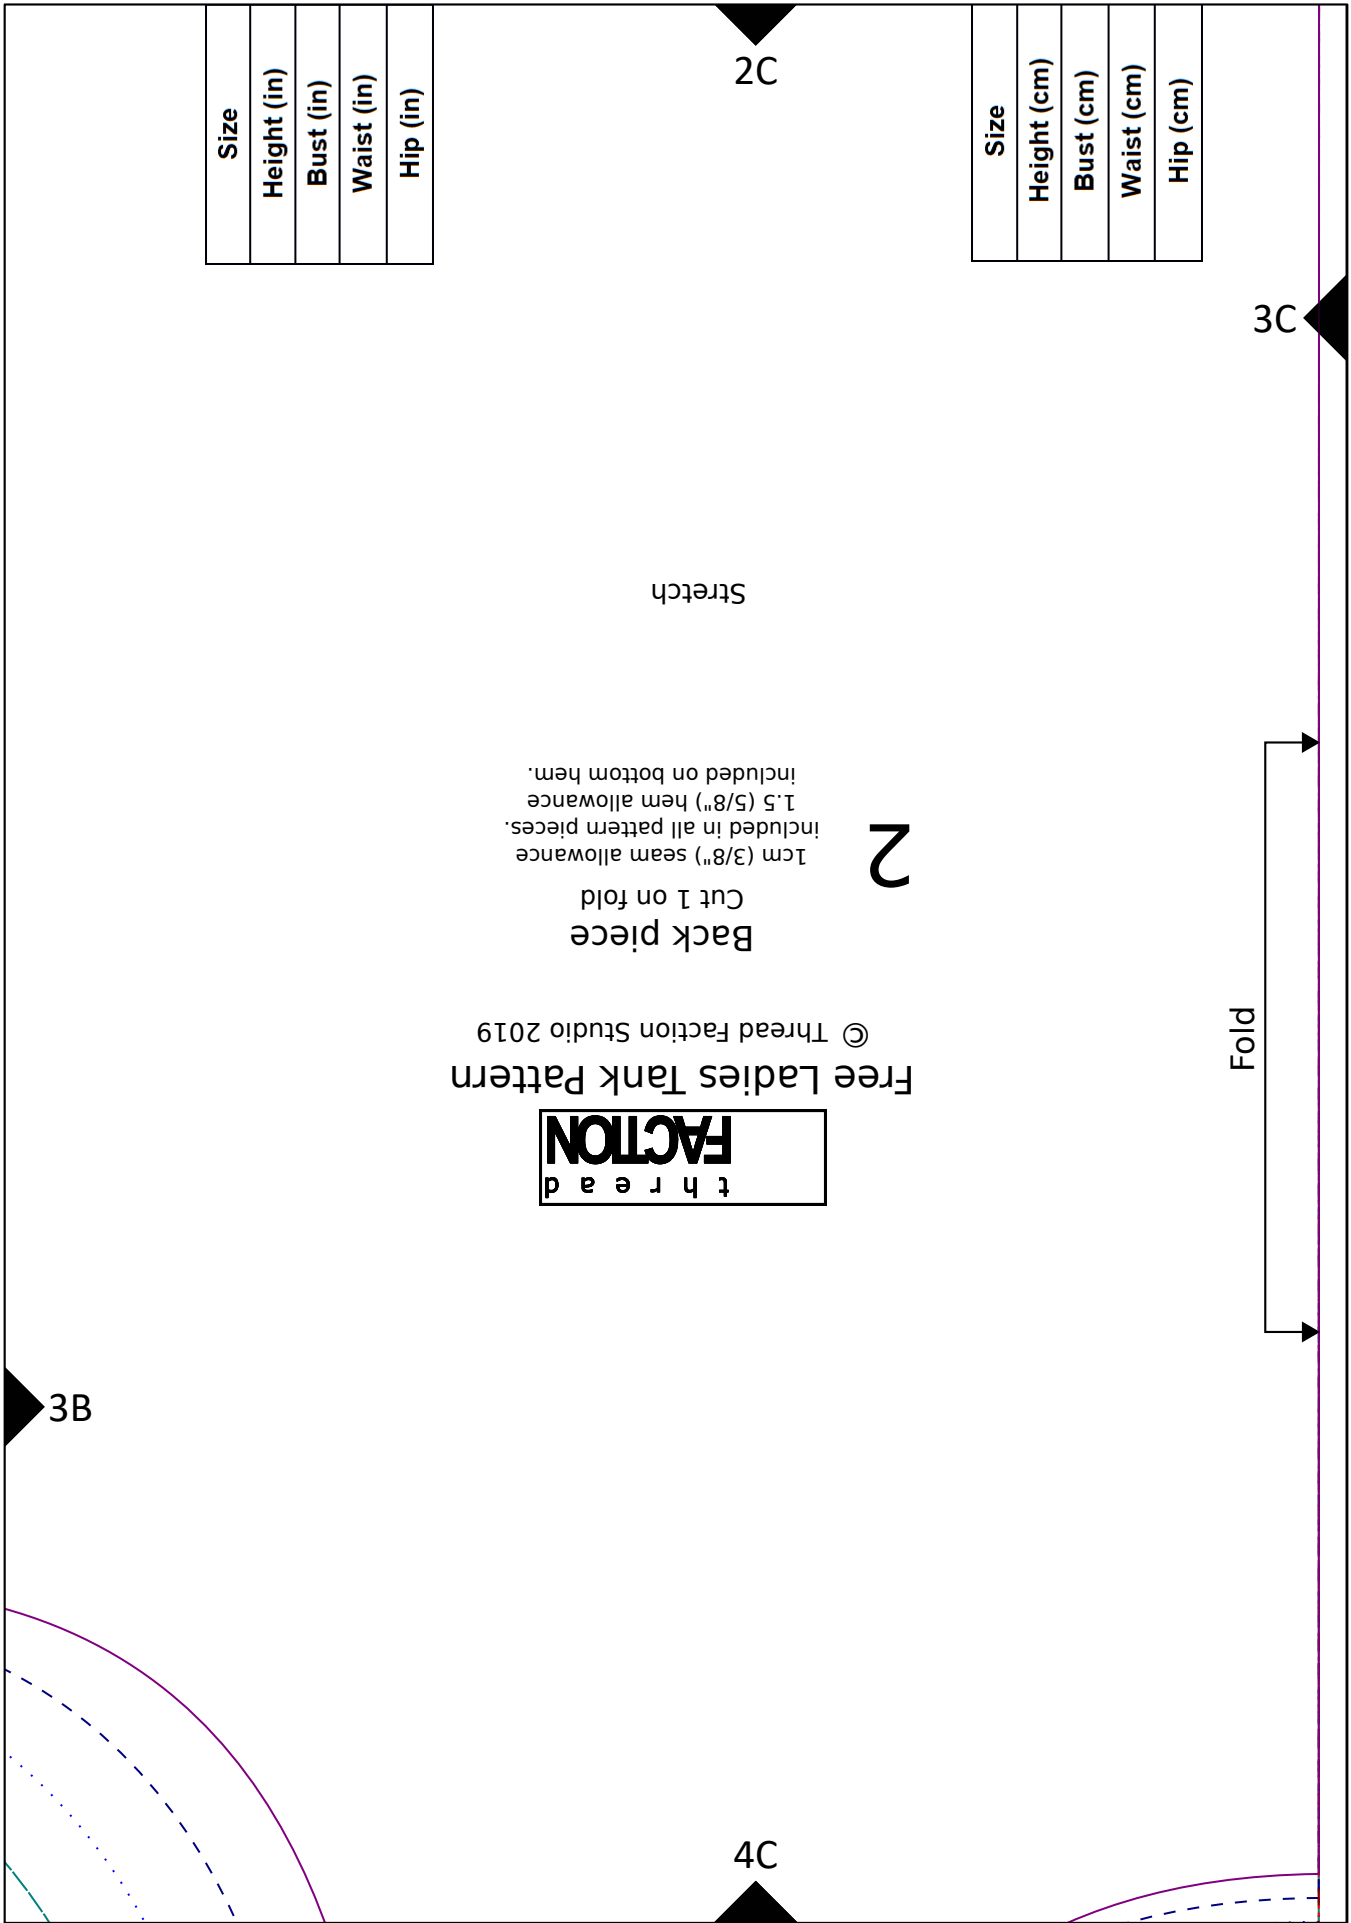 2C
Size
Height (in)
Bust (in)
Waist (in)
Hip (in)
Size
Height (cm)
Bust (cm)
Waist (cm)
Hip (cm)
3C
thread
FACTION
Free Ladies Tank Pattern
© Thread Faction Studio 2019
Back piece
Cut 1 on fold
2
1cm (3/8") seam allowance
included in all pattern pieces.
1.5 (5/8") hem allowance
included on bottom hem.
Stretch
Fold
3B
4C